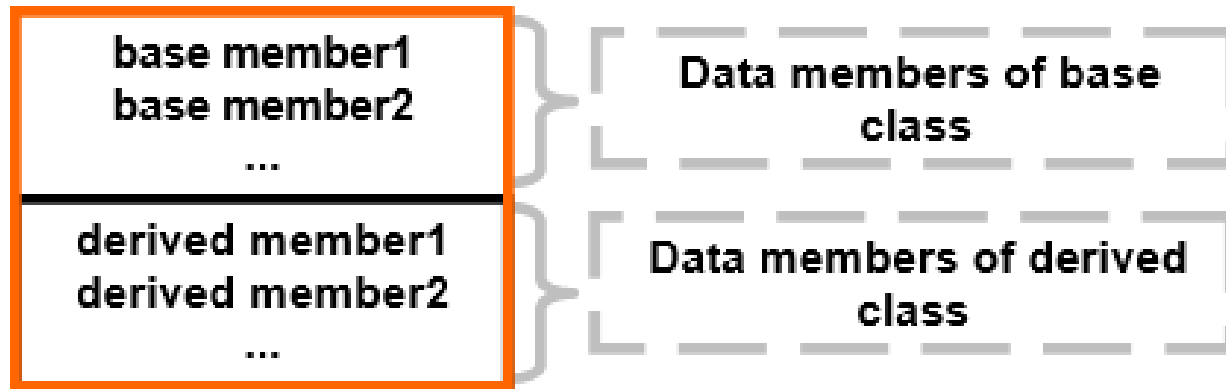 base member1
base member2
...
derived member1
derived member2
...
Data members of base
class
Data members of derived
class